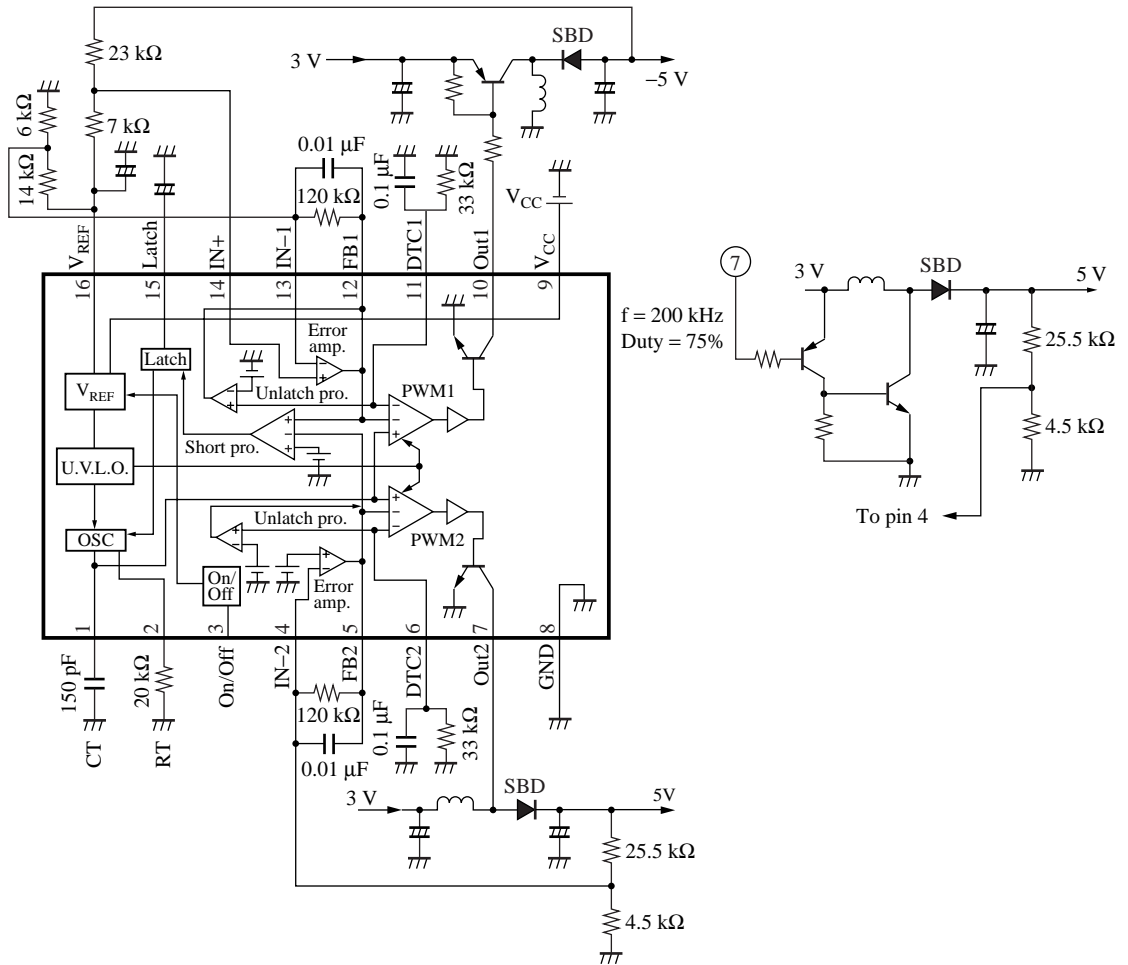 23 kΩ
SBD
3 V
−5 V
6 kΩ
7 kΩ
14 kΩ
0.01 μF
120 kΩ
0.1 μF
33 kΩ
VCC
VREF
Latch
IN+
IN−1
FB1
DTC1
Out1
VCC
16
15
14
13
12
11
10
9
Latch
Error
amp.
Unlatch pro.
PWM1
VREF
Short pro.
U.V.L.O.
Unlatch pro.
PWM2
OSC
On/
Off
Error
amp.
1
2
3
4
5
6
7
8
150 pF
20 kΩ
On/Off
IN−2
FB2
DTC2
Out2
GND
CT
RT
120 kΩ
0.01 μF
0.1 μF
33 kΩ
3 V
SBD
5V
25.5 kΩ
4.5 kΩ
7
f = 200 kHz
Duty = 75%
3 V
SBD
5 V
25.5 kΩ
4.5 kΩ
To pin 4